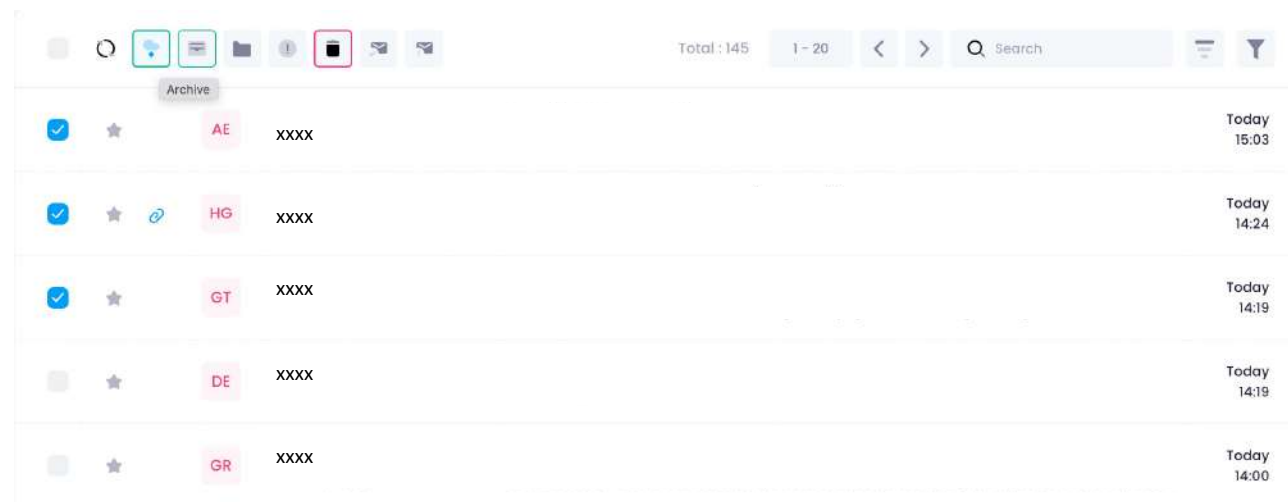 Total : 145 1 - 20 Search
Archive
AE xxxx Today
15:03
HG xxxx Today
14:24
GT xxxx Today
14:19
DE xxxx Today
14:19
GR xxxx Today
14:00